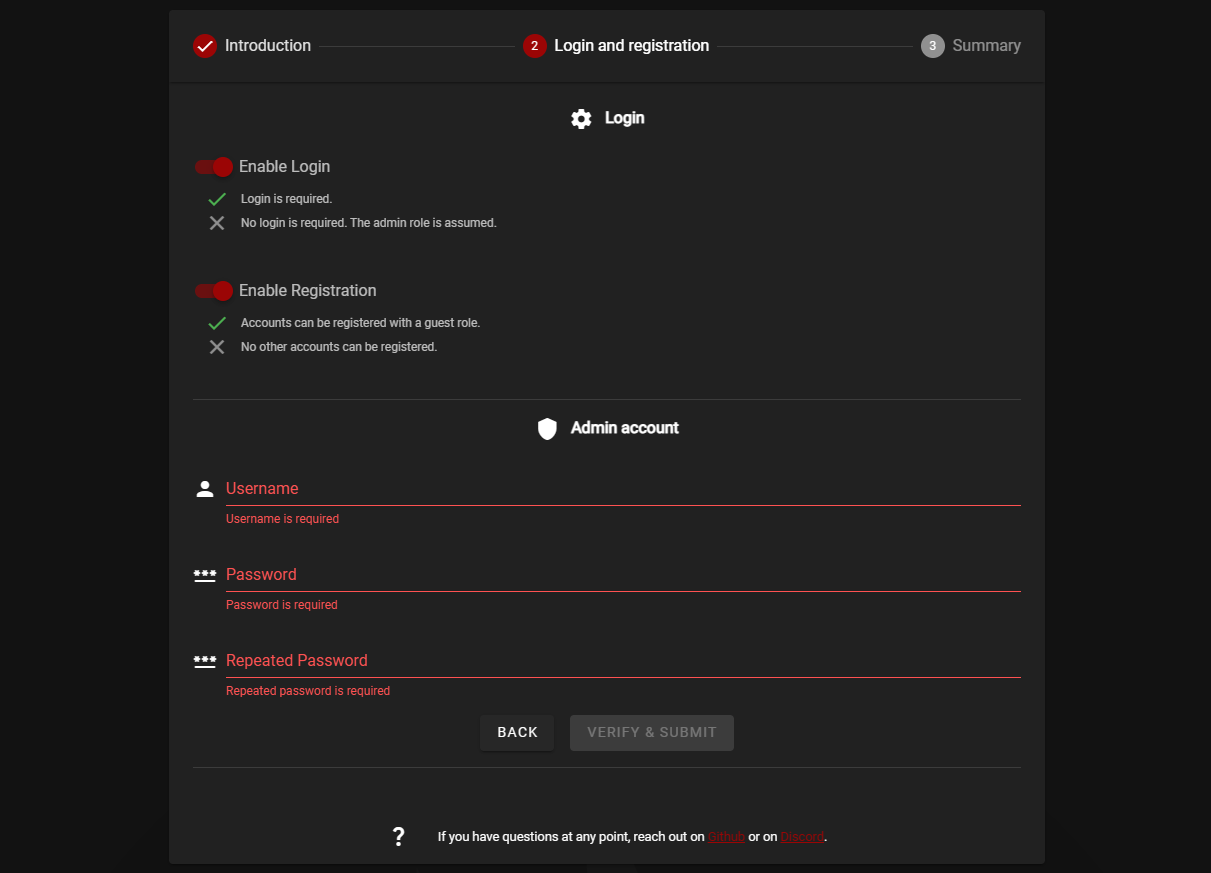 Introduction
2 Login and registration
3 Summary
Login
Enable Login
Login is required.
No login is required. The admin role is assumed.
Enable Registration
Accounts can be registered with a guest role.
No other accounts can be registered.
Admin account
Username
Username is required
Password
Password is required
Repeated Password
Repeated password is required
BACK VERIFY & SUBMIT
? If you have questions at any point, reach out on Github or on Discord.